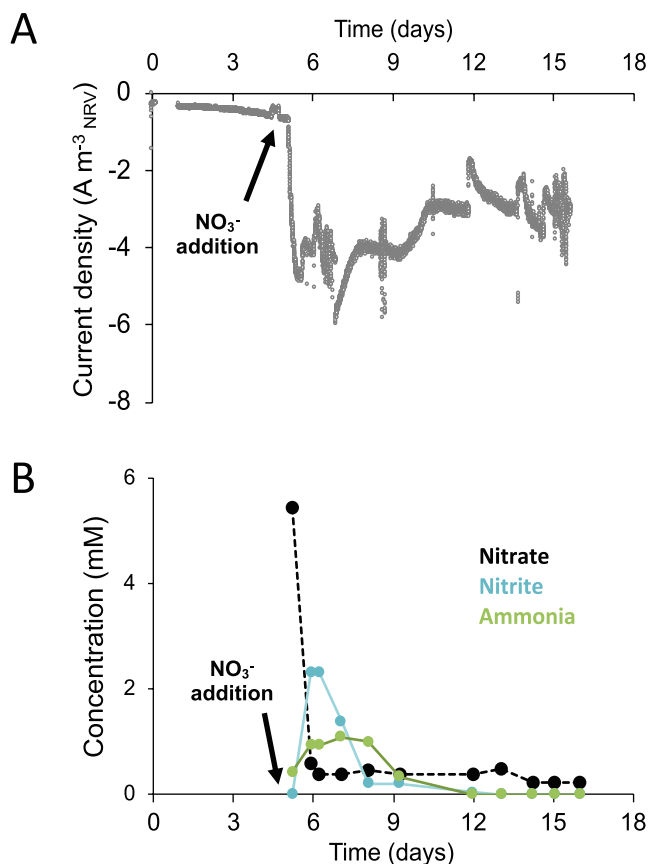 A
Time (days)
0 3 6 9 12 15 18
0
-2
-4
-6
-8
Current density (A m⁻³ NRV)
NO₃⁻
addition
B
6
4
2
0
Concentration (mM)
Nitrate
Nitrite
Ammonia
NO₃⁻
addition
0 3 6 9 12 15 18
Time (days)